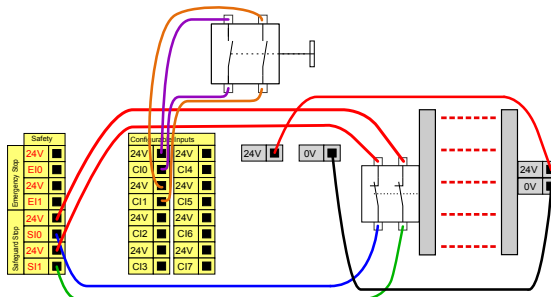 Safety
Emergency Stop
24V
EI0
24V
EI1
Safeguard Stop
24V
SI0
24V
SI1
Configurable Inputs
24V 24V
CI0 CI4
24V 24V
CI1 CI5
24V 24V
CI2 CI6
24V 24V
CI3 CI7
24V
0V
24V
0V